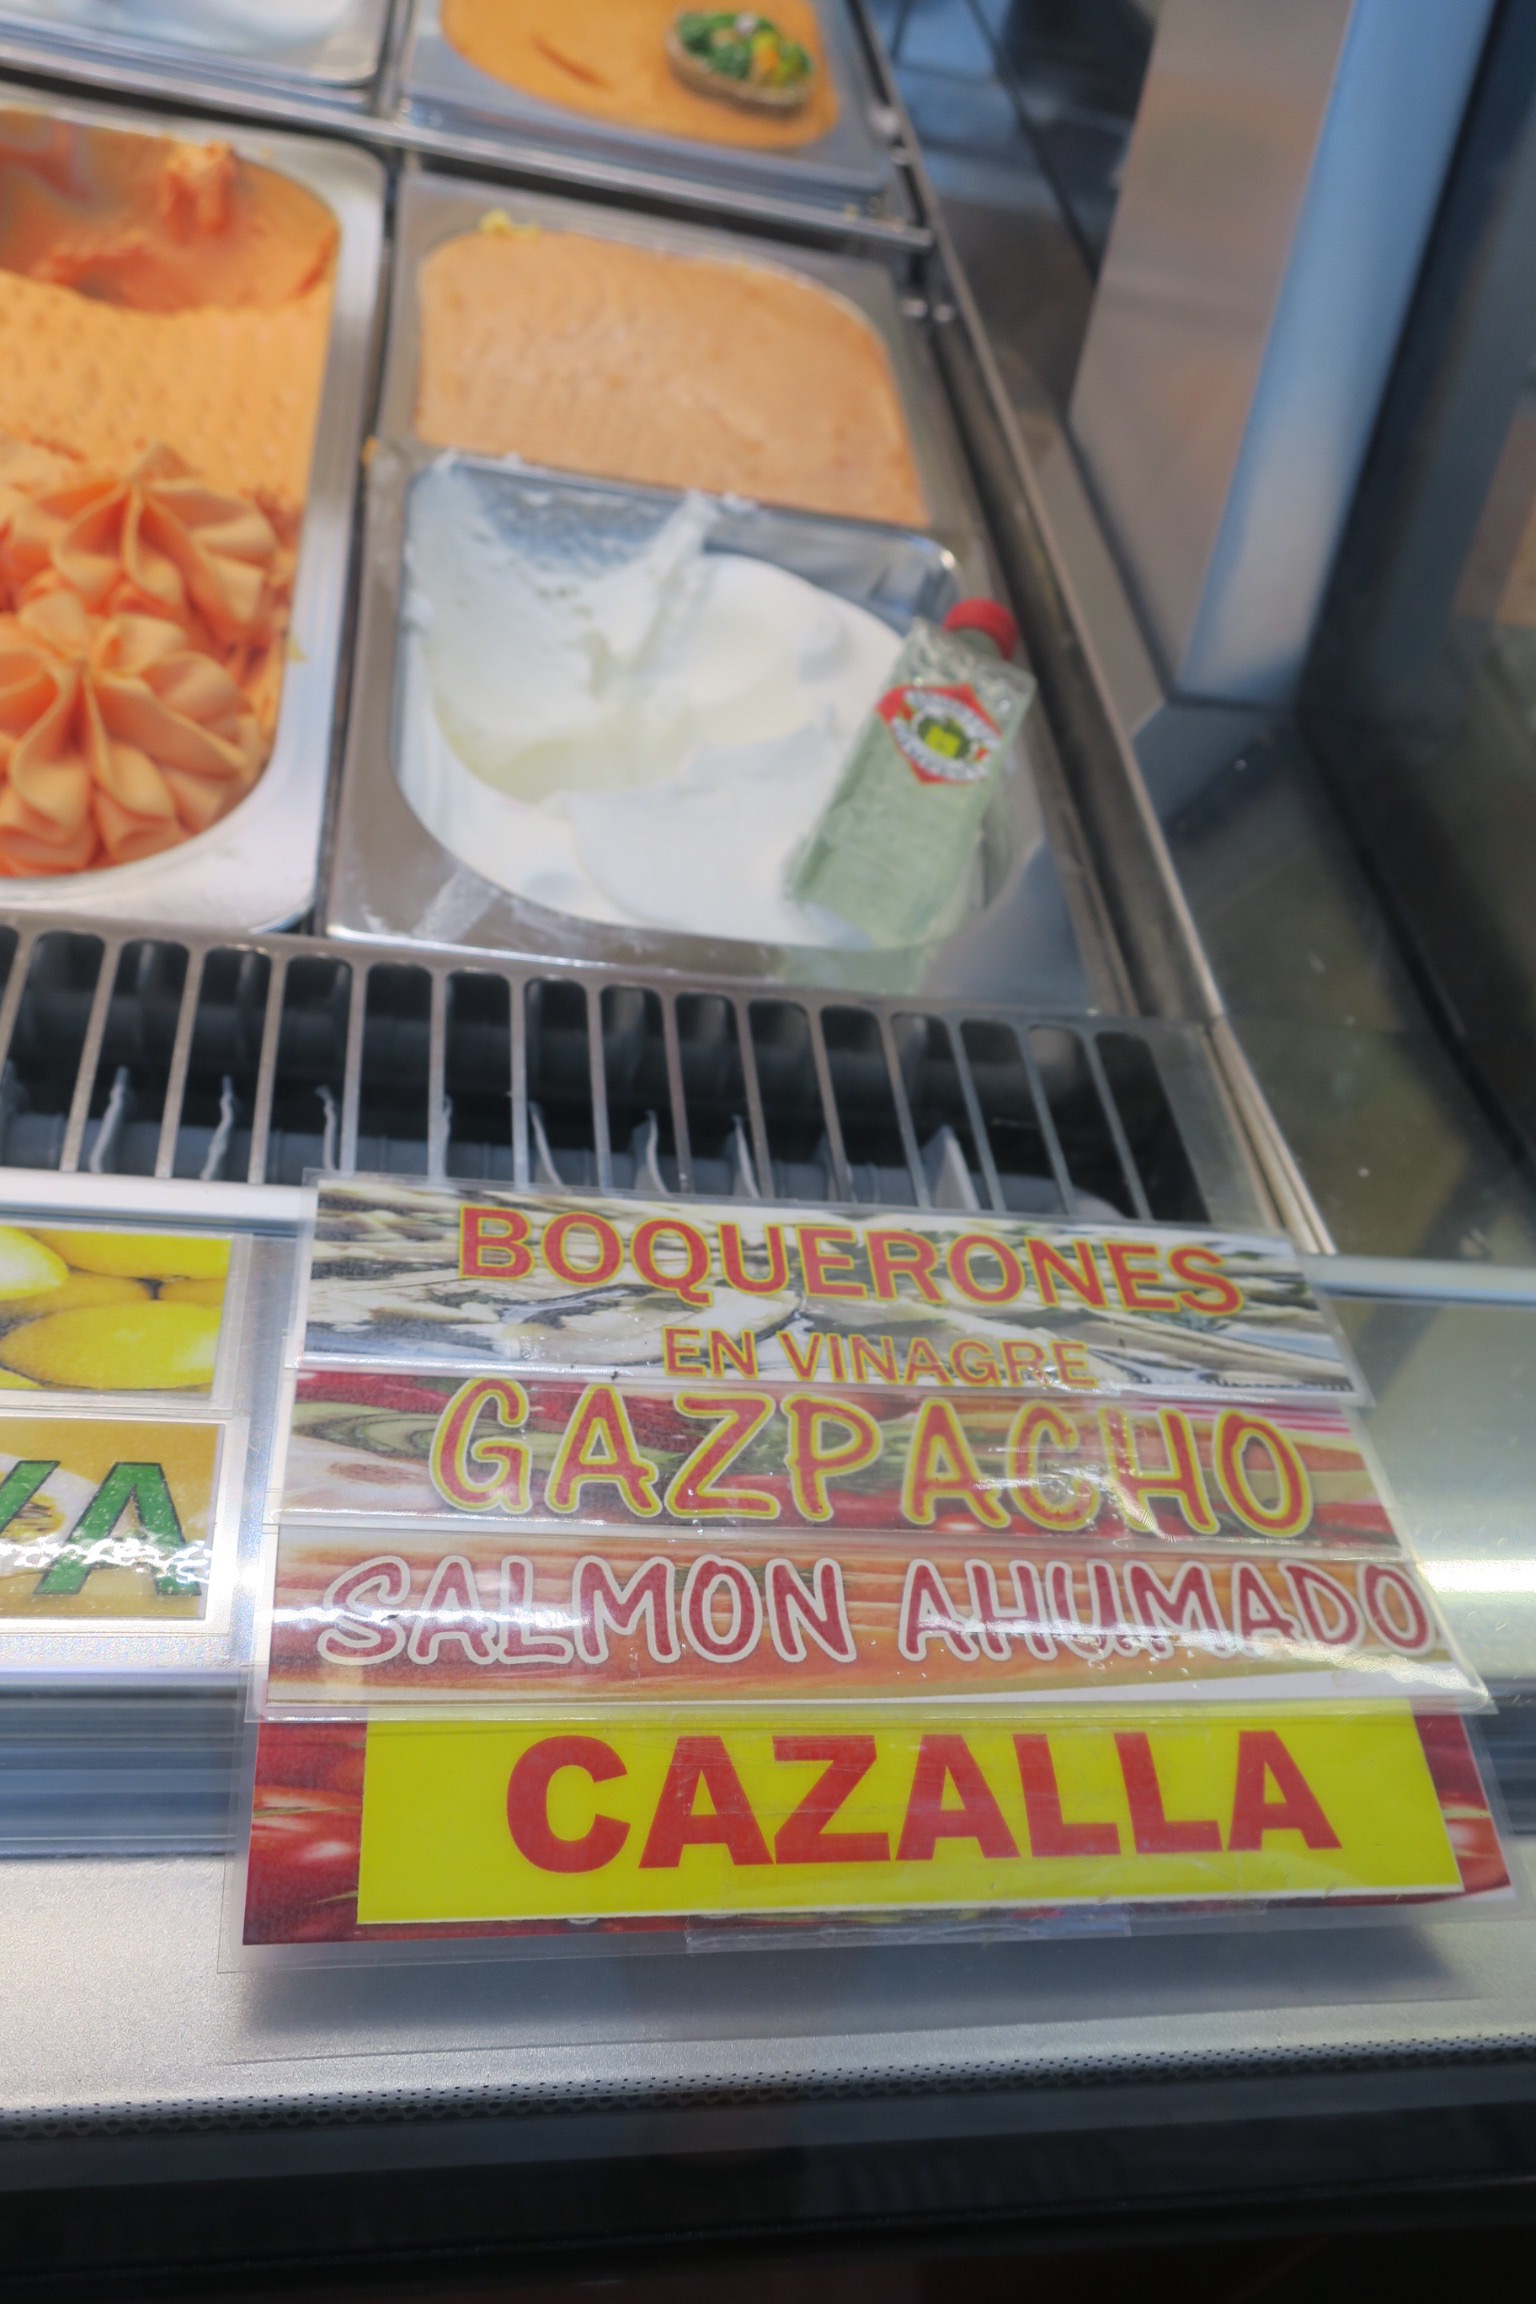 BOQUERONES
EN VINAGRE
GAZPACHO
SALMON AHUMADO
CAZALLA